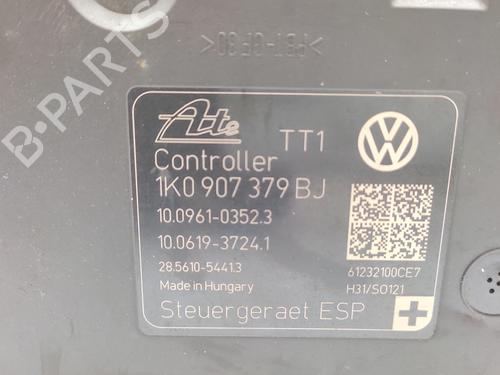 B-PARTS
>PBT-GF30<
Ate
TT1
Controller
1K0 907 379 BJ
10.0961-0352.3
10.0619-3724.1
28.5610-5441.3
61232100CE7
Made in Hungary
H31/SO121
Steuergeraet ESP